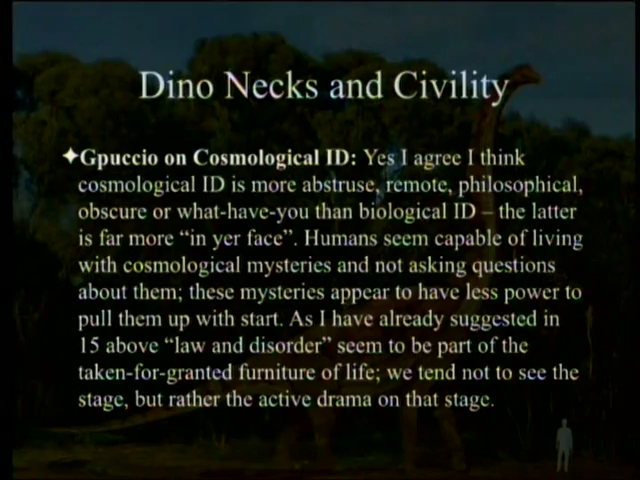 Dino Necks and Civility
✦Gpuccio on Cosmological ID: Yes I agree I think
cosmological ID is more abstruse, remote, philosophical,
obscure or what-have-you than biological ID – the latter
is far more “in yer face”. Humans seem capable of living
with cosmological mysteries and not asking questions
about them; these mysteries appear to have less power to
pull them up with start. As I have already suggested in
15 above “law and disorder” seem to be part of the
taken-for-granted furniture of life; we tend not to see the
stage, but rather the active drama on that stage.